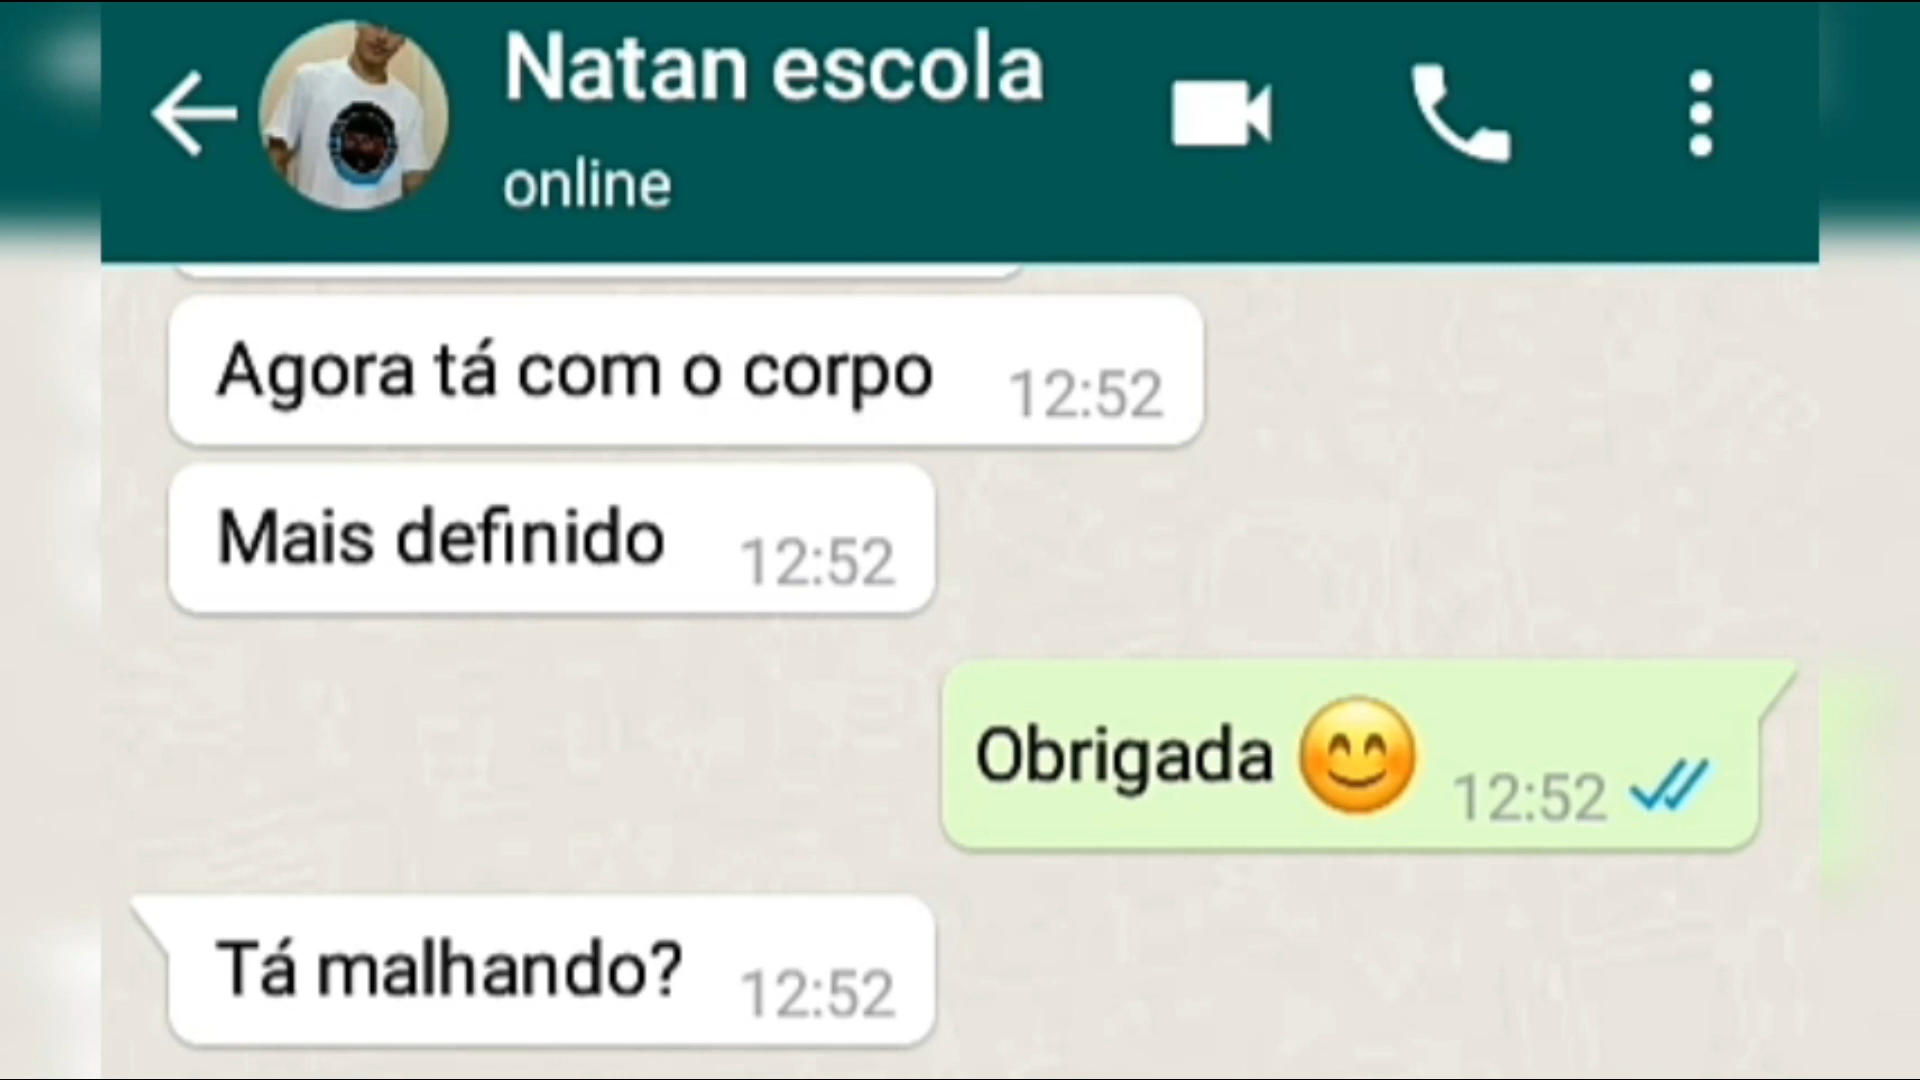 Natan escola
online
Agora tá com o corpo 12:52
Mais definido 12:52
Obrigada 😊 12:52
Tá malhando? 12:52